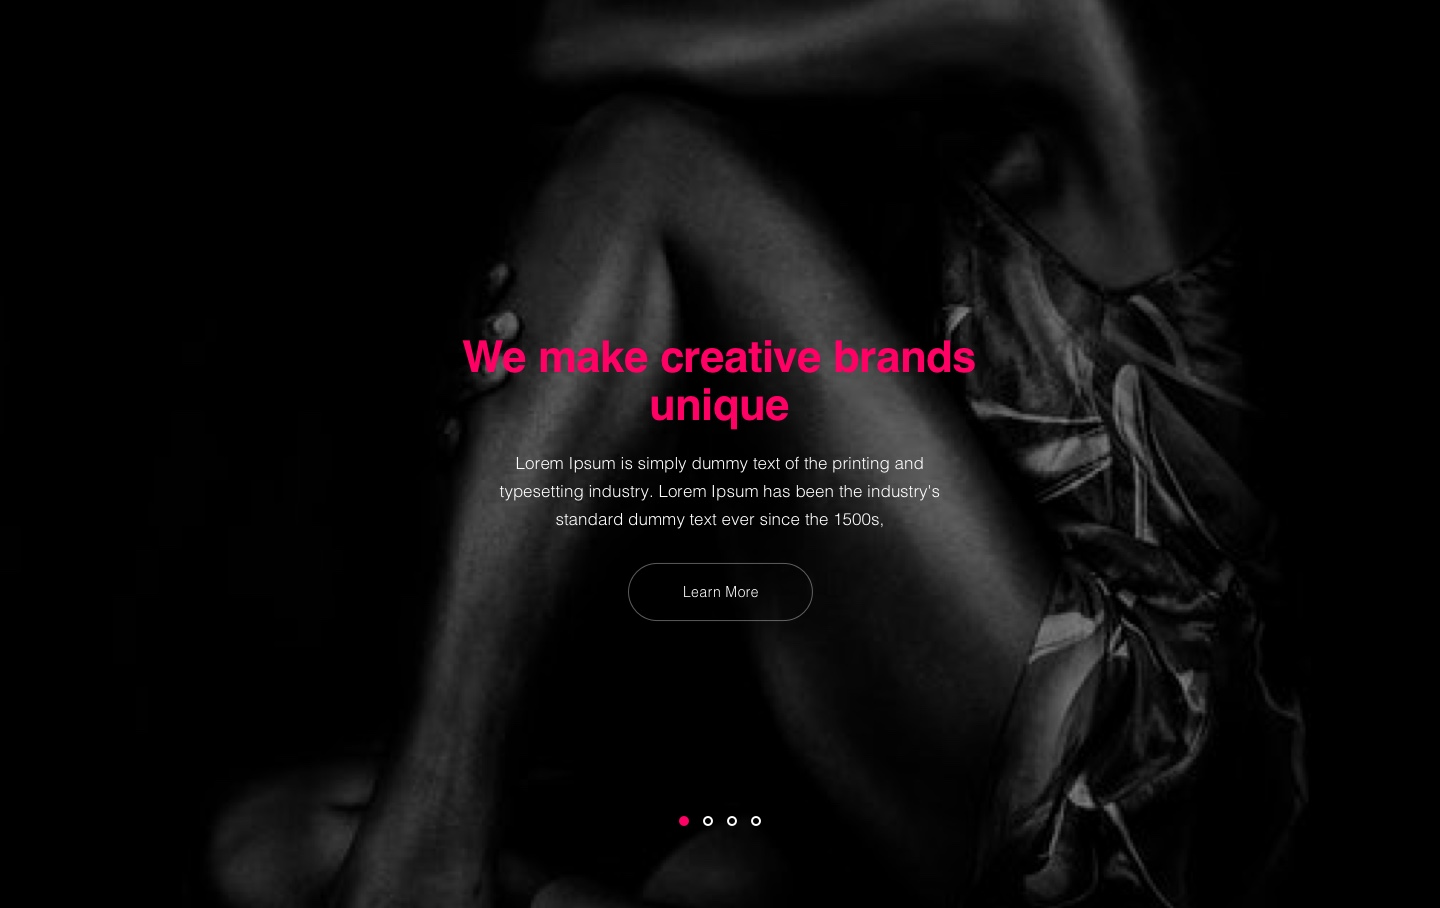 We make creative brands
unique
Lorem Ipsum is simply dummy text of the printing and
typesetting industry. Lorem Ipsum has been the industry's
standard dummy text ever since the 1500s,
Learn More